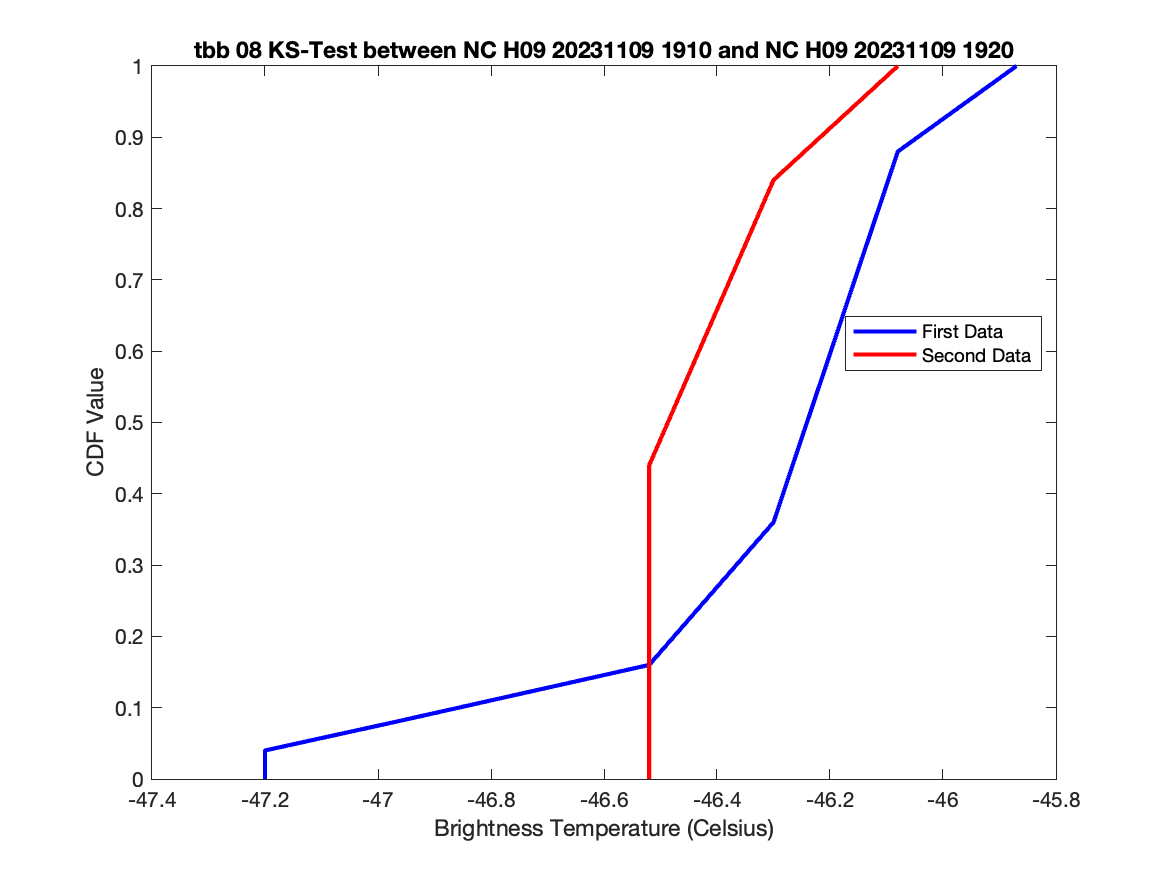 tbb 08 KS-Test between NC H09 20231109 1910 and NC H09 20231109 1920
1
0.9
0.8
0.7
0.6
0.5
0.4
0.3
0.2
0.1
0
CDF Value
First Data
Second Data
-47.4 -47.2 -47 -46.8 -46.6 -46.4 -46.2 -46 -45.8
Brightness Temperature (Celsius)